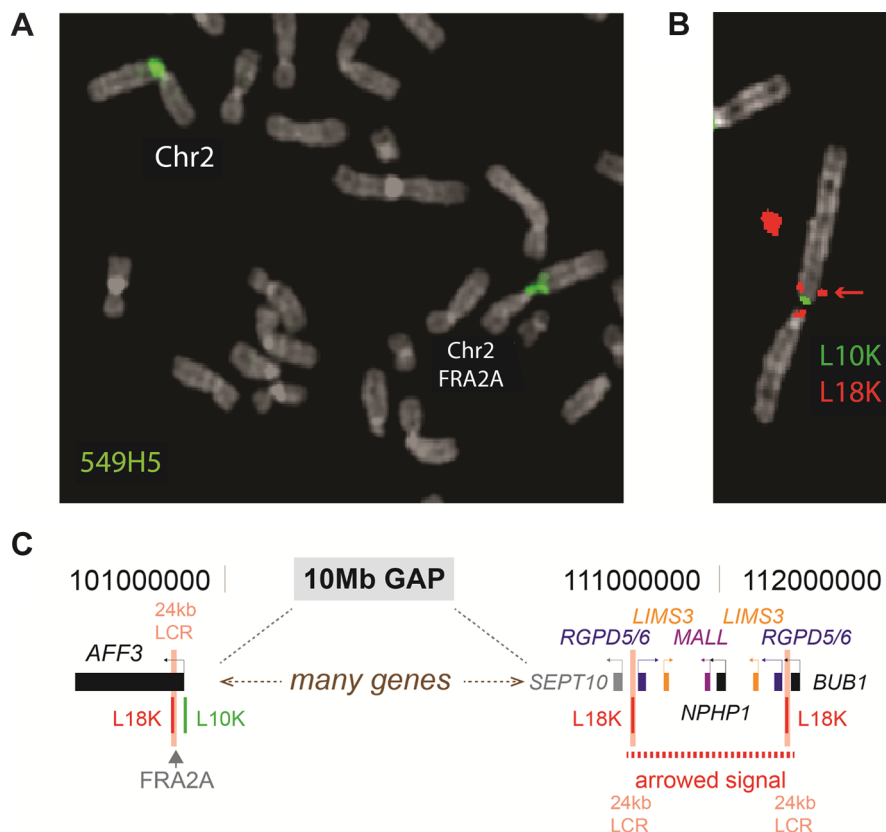 A
B
Chr2
Chr2
FRA2A
549H5
L10K
L18K
C
101000000
10Mb GAP
111000000
112000000
24kb
LCR
LIMS3
LIMS3
RGPD5/6
MALL
RGPD5/6
AFF3
many genes
SEPT10
BUB1
L18K
L10K
L18K
NPHP1
L18K
FRA2A
arrowed signal
24kb
LCR
24kb
LCR